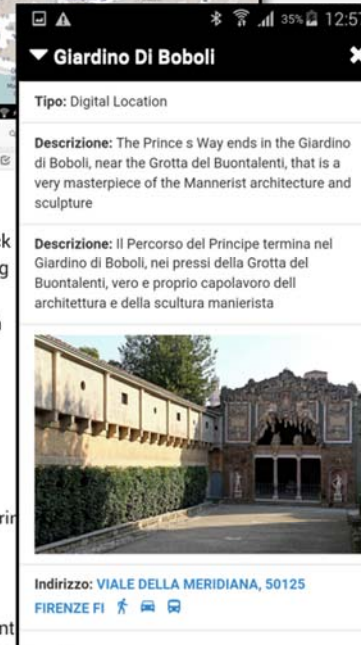 35% 12:57
Giardino Di Boboli
Tipo: Digital Location
Descrizione: The Prince s Way ends in the Giardino
di Boboli, near the Grotta del Buontalenti, that is a
very masterpiece of the Mannerist architecture and
sculpture
Descrizione: Il Percorso del Principe termina nel
Giardino di Boboli, nei pressi della Grotta del
Buontalenti, vero e proprio capolavoro dell
architettura e della scultura manierista
Indirizzo: VIALE DELLA MERIDIANA, 50125
FIRENZE FI